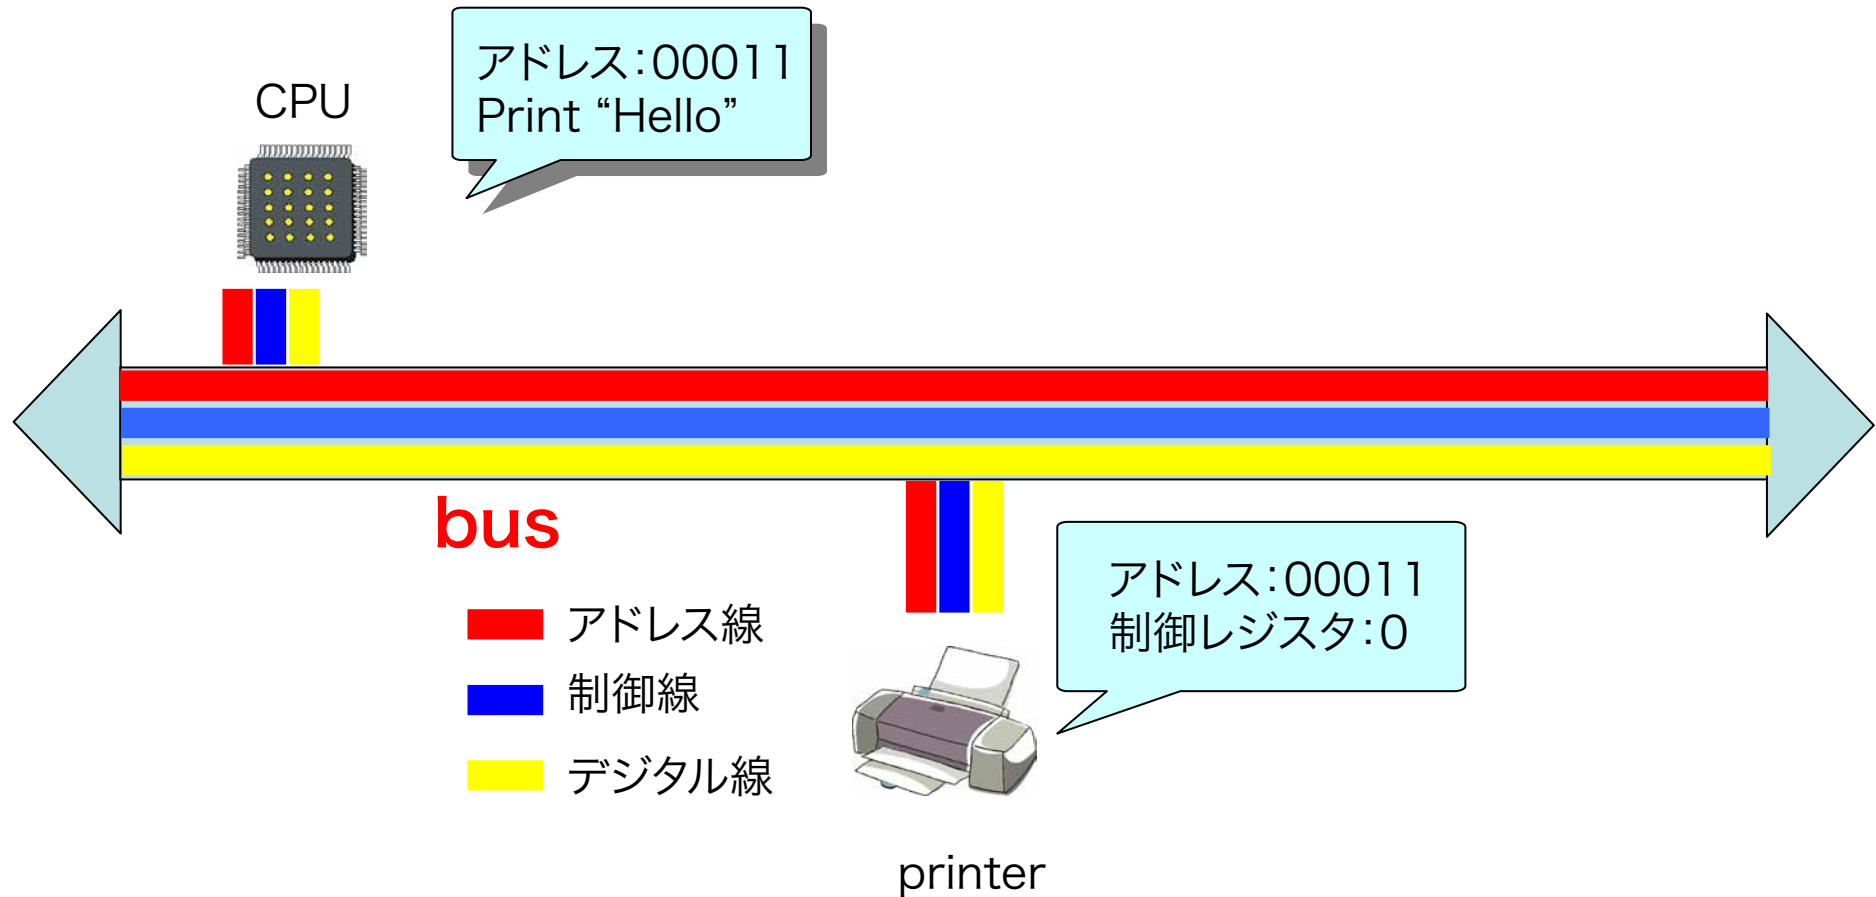 CPU
アドレス：00011
Print “Hello”
bus
アドレス線
制御線
デジタル線
アドレス：00011
制御レジスタ：0
printer